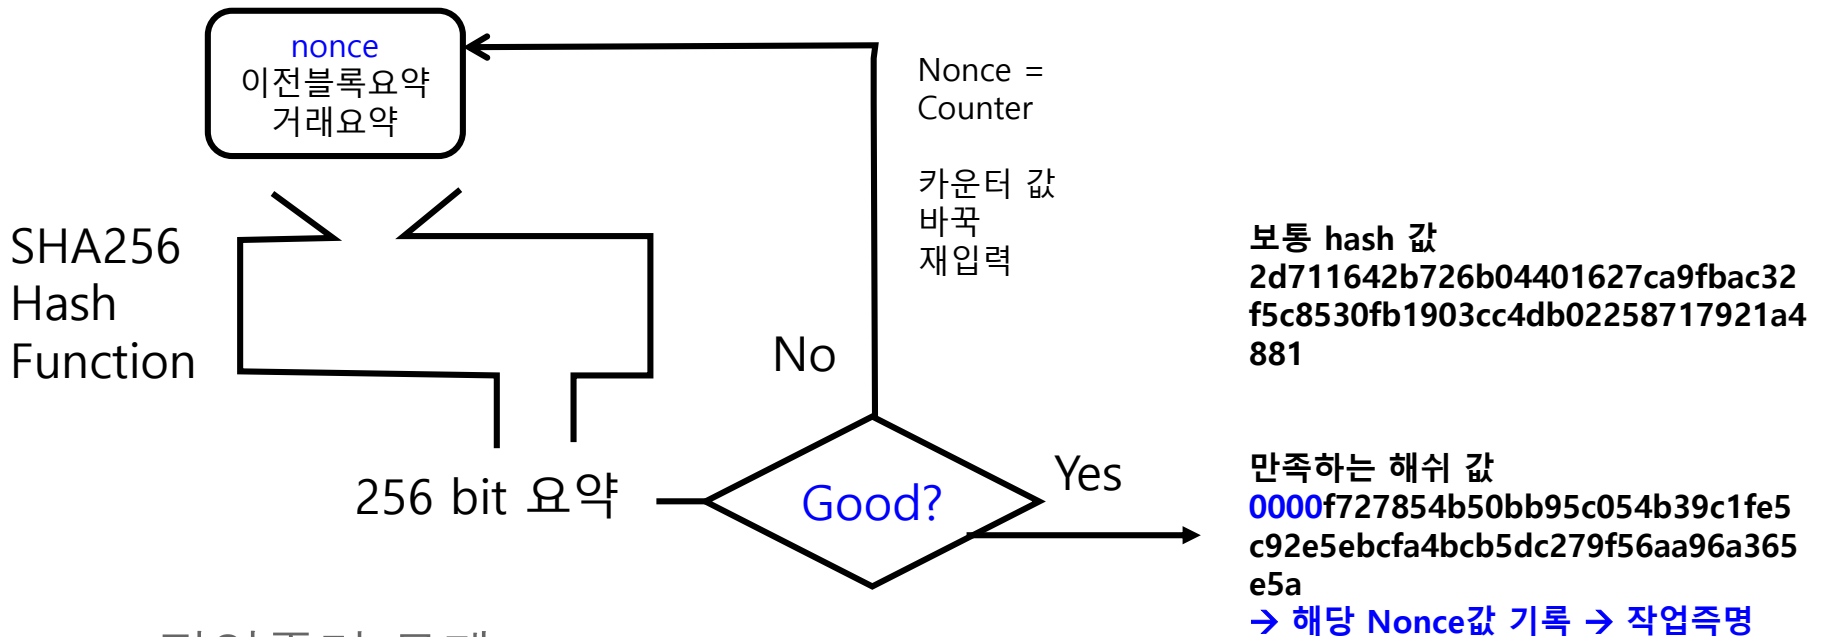 nonce
이전블록요약
거래요약
Nonce =
Counter
카운터 값
바꾹
재입력
SHA256
Hash
Function
No
256 bit 요약
Good?
Yes
보통 hash 값
2d711642b726b04401627ca9fbac32
f5c8530fb1903cc4db02258717921a4
881
만족하는 해쉬 값
0000f727854b50bb95c054b39c1fe5
c92e5ebcfa4bcb5dc279f56aa96a365
e5a
→ 해당 Nonce값 기록 → 작업즉명